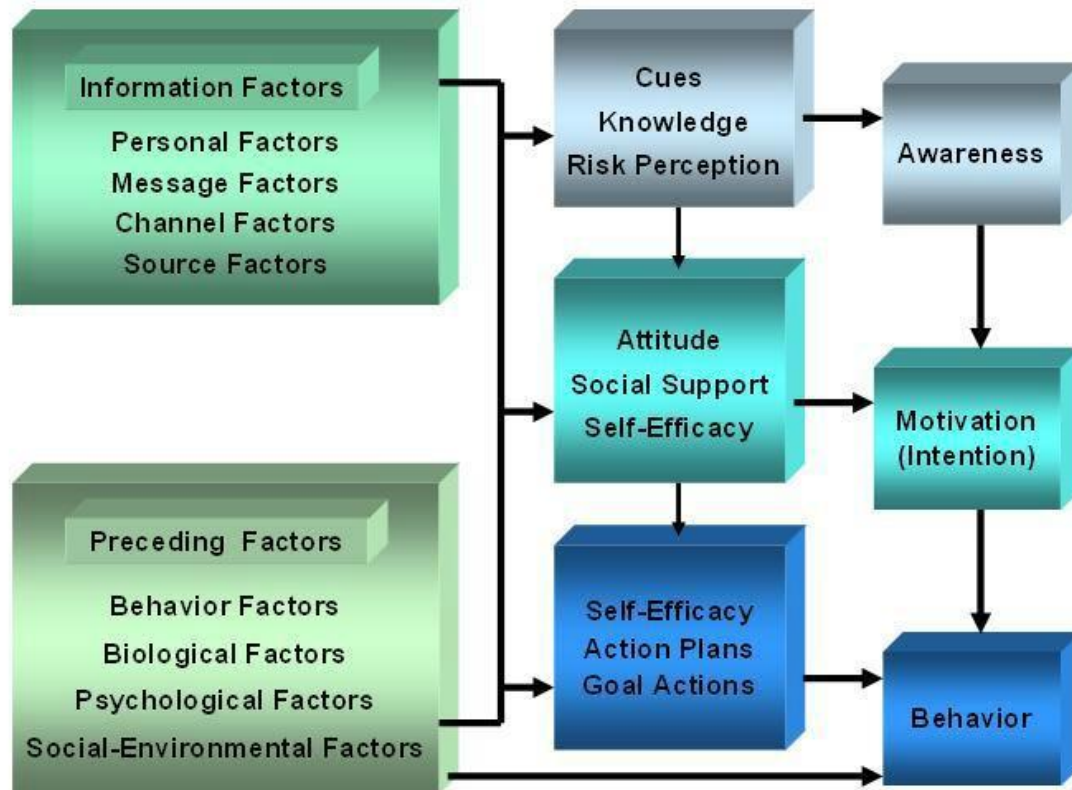 Information Factors
Personal Factors
Message Factors
Channel Factors
Source Factors
Preceding Factors
Behavior Factors
Biological Factors
Psychological Factors
Social-Environmental Factors
Cues
Knowledge
Risk Perception
Attitude
Social Support
Self-Efficacy
Self-Efficacy
Action Plans
Goal Actions
Awareness
Motivation
(Intention)
Behavior